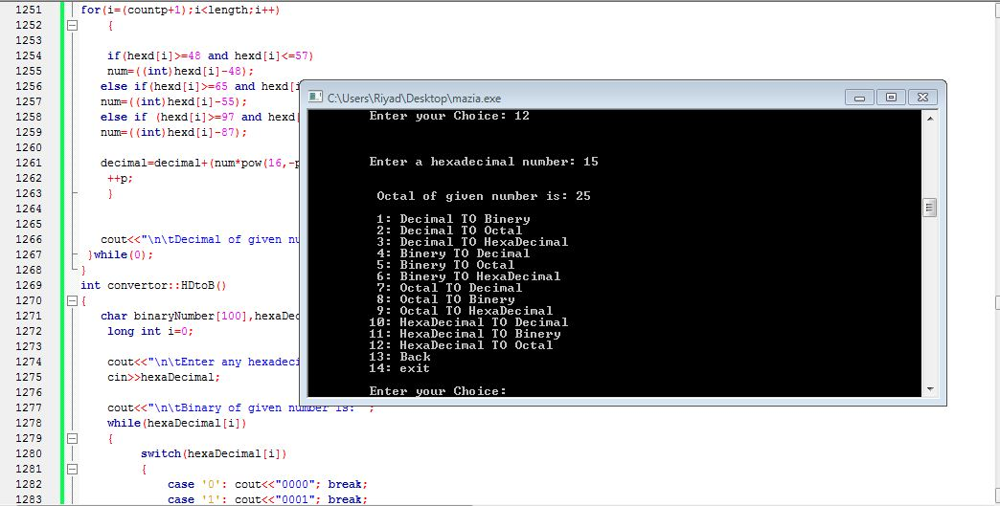 1251 for(i=(countp+1);i<length;i++)
1252 {
1253
1254 if(hexd[i]>=48 and hexd[i]<=57)
1255 num=((int)hexd[i]-48);
1256 else if(hexd[i]>=65 and hexd[i
1257 num=((int)hexd[i]-55);
1258 else if (hexd[i]>=97 and hexd[
1259 num=((int)hexd[i]-87);
1260
1261 decimal=decimal+(num*pow(16,-p
1262 ++p;
1263 }
1264
1265
1266 cout<<"\n\tDecimal of given nu
1267 }while(0);
1268 }
1269 int convertor::HDtoB()
1270 {
1271 char binaryNumber[100],hexaDec
1272 long int i=0;
1273
1274 cout<<"\n\tEnter any hexadeci
1275 cin>>hexaDecimal;
1276
1277 cout<<"\n\tBinary of given number is: ";
1278 while(hexaDecimal[i])
1279 {
1280 switch(hexaDecimal[i])
1281 {
1282 case '0': cout<<"0000"; break;
1283 case '1': cout<<"0001"; break;
C:\Users\Riyad\Desktop\mazia.exe
Enter your Choice: 12
Enter a hexadecimal number: 15
Octal of given number is: 25
1: Decimal TO Binery
2: Decimal TO Octal
3: Decimal TO HexaDecimal
4: Binery TO Decimal
5: Binery TO Octal
6: Binery TO HexaDecimal
7: Octal TO Decimal
8: Octal TO Binery
9: Octal TO HexaDecimal
10: HexaDecimal TO Decimal
11: HexaDecimal TO Binery
12: HexaDecimal TO Octal
13: Back
14: exit
Enter your Choice: